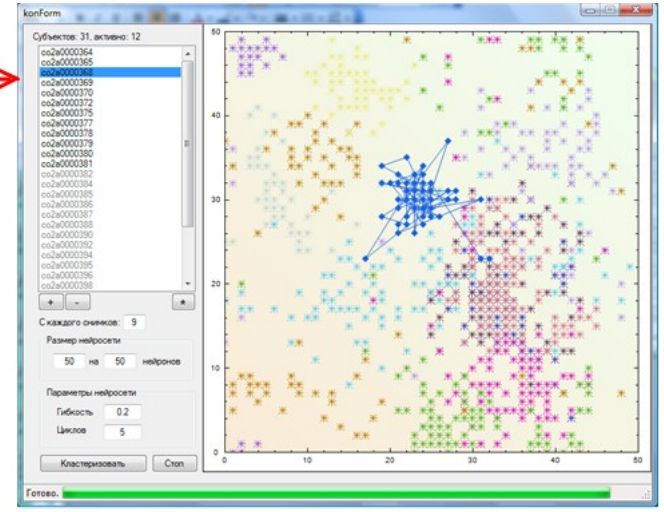 konForm
Субъектов: 31, активно: 12
co2a0000364
co2a0000365
co2a0000368
co2a0000369
co2a0000370
co2a0000372
co2a0000375
co2a0000377
co2a0000378
co2a0000379
co2a0000380
co2a0000381
co2a0000382
co2a0000384
co2a0000385
co2a0000386
co2a0000387
co2a0000388
co2a0000390
co2a0000392
co2a0000394
co2a0000395
co2a0000396
co2a0000398
+ - *
С каждого снимков: 9
Размер нейросети
50 на 50 нейронов
Параметры нейросети
Гибкость 0.2
Циклов 5
Кластеризовать Стоп
50
40
30
20
10
0
0 10 20 30 40 50
Готово.